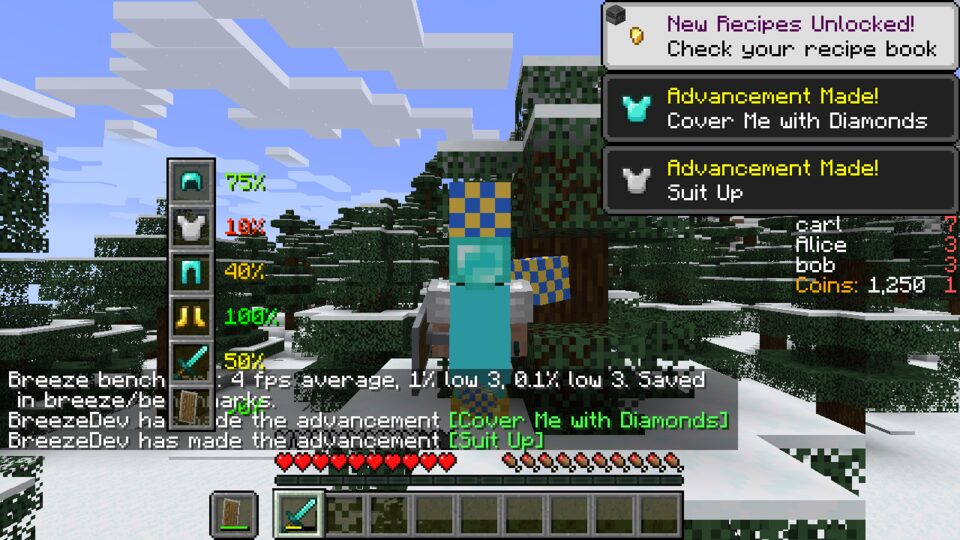 New Recipes Unlocked!
Check your recipe book
Advancement Made!
Cover Me with Diamonds
Advancement Made!
Suit Up
carl 7
Alice 3
bob 3
Coins: 1,250 1
75%
10%
40%
100%
50%
Breeze bench : 4 fps average, 1% low 3, 0.1% low 3. Saved
in breeze/be marks.
BreezeDev ha de the advancement [Cover Me with Diamonds]
BreezeDev has made the advancement [Suit Up]